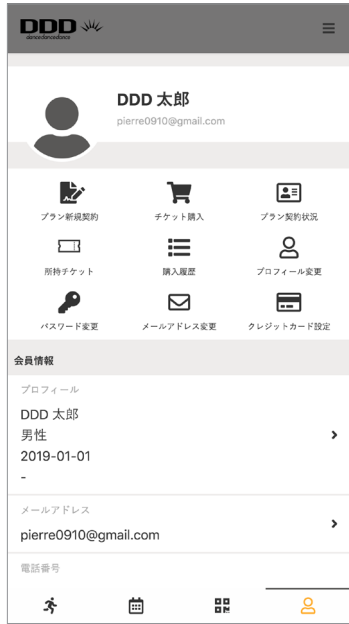 DDD
dancedancedance
DDD 太郎
pierre0910@gmail.com
プラン新規契約
チケット購入
プラン契約状況
所持チケット
購入履歴
プロフィール変更
パスワード変更
メールアドレス変更
クレジットカード設定
会員情報
プロフィール
DDD 太郎
男性
2019-01-01
-
メールアドレス
pierre0910@gmail.com
電話番号